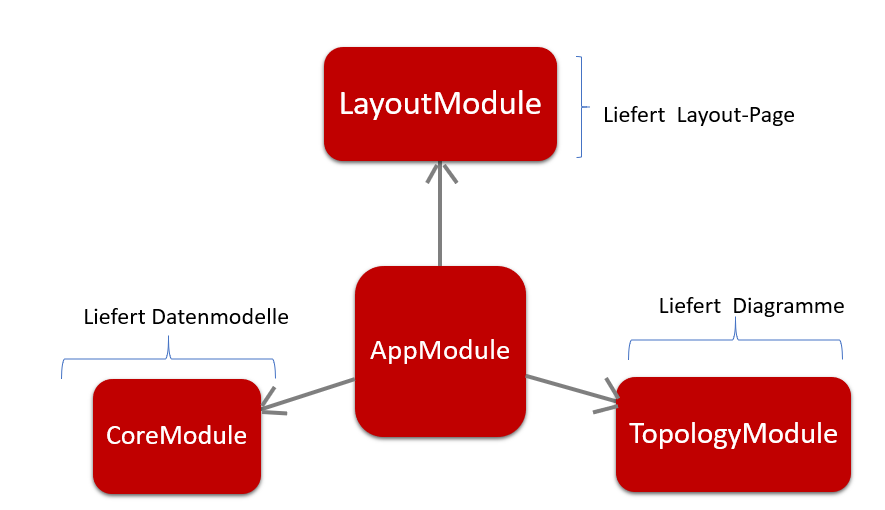 LayoutModule
Liefert Layout-Page
AppModule
Liefert Datenmodelle
CoreModule
Liefert Diagramme
TopologyModule